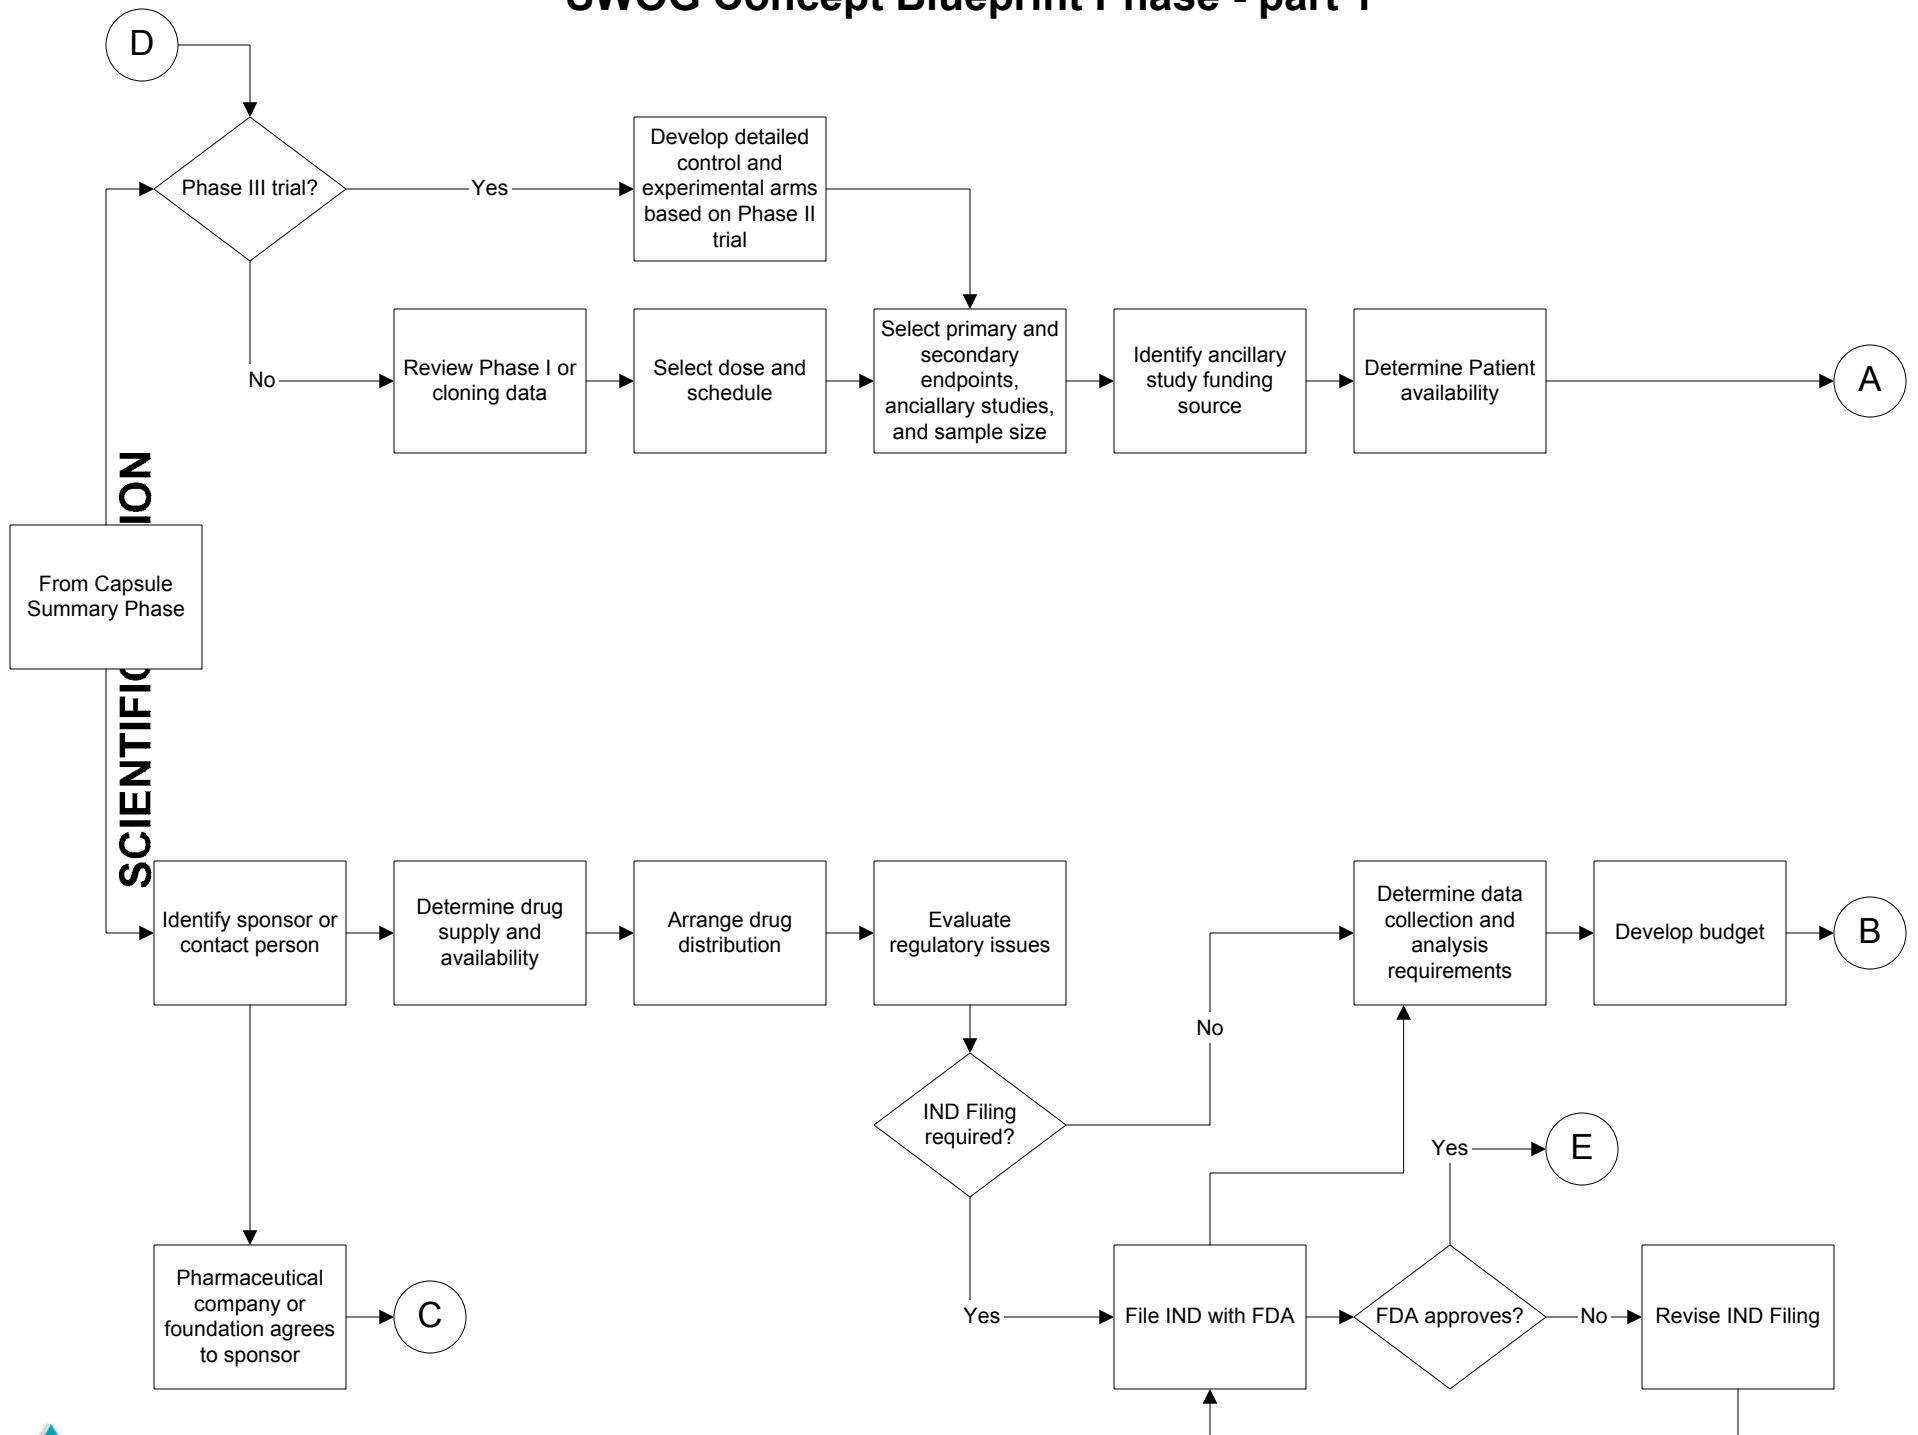 SWOG Concept Blueprint Phase - part 1
D
Phase III trial?
Yes
Develop detailed
control and
experimental arms
based on Phase II
trial
No
Review Phase I or
cloning data
Select dose and
schedule
Select primary and
secondary
endpoints,
anciallary studies,
and sample size
Identify ancillary
study funding
source
Determine Patient
availability
A
From Capsule
Summary Phase
SCIENTIFIC
ION
Identify sponsor or
contact person
Determine drug
supply and
availability
Arrange drug
distribution
Evaluate
regulatory issues
Determine data
collection and
analysis
requirements
Develop budget
B
No
IND Filing
required?
Yes
E
Pharmaceutical
company or
foundation agrees
to sponsor
C
Yes
File IND with FDA
FDA approves?
No
Revise IND Filing